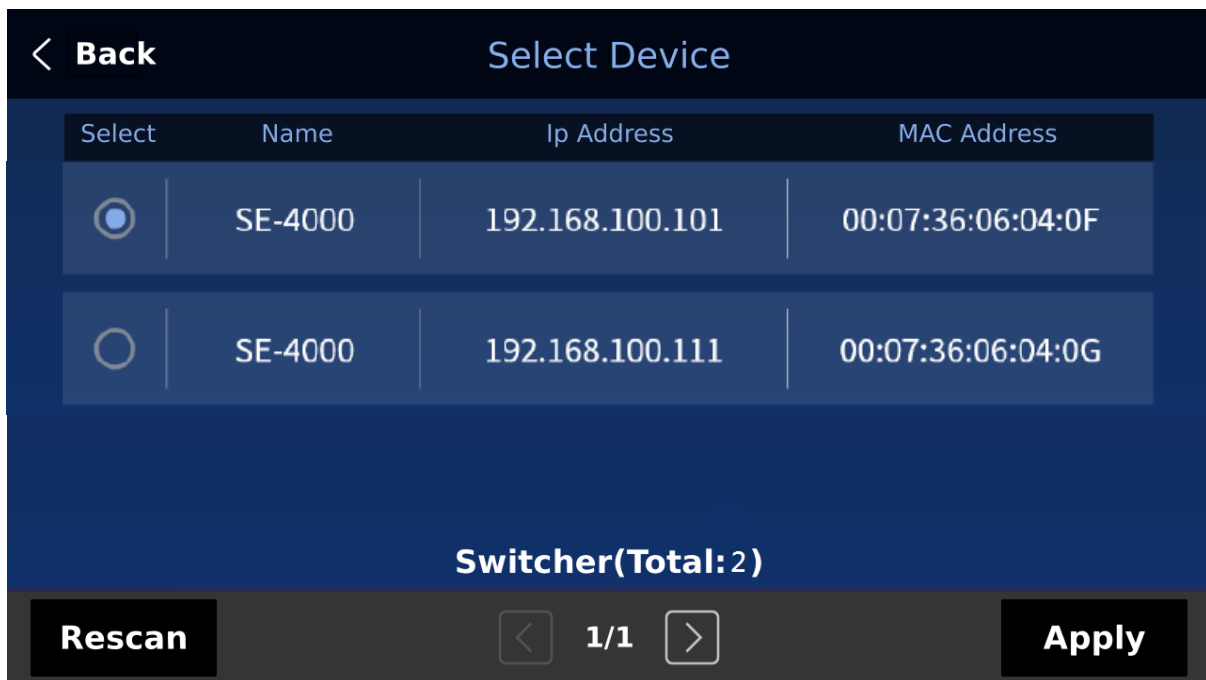 Back Select Device
Select Name Ip Address MAC Address
SE-4000 192.168.100.101 00:07:36:06:04:0F
SE-4000 192.168.100.111 00:07:36:06:04:0G
Switcher(Total:2)
Rescan 1/1 Apply